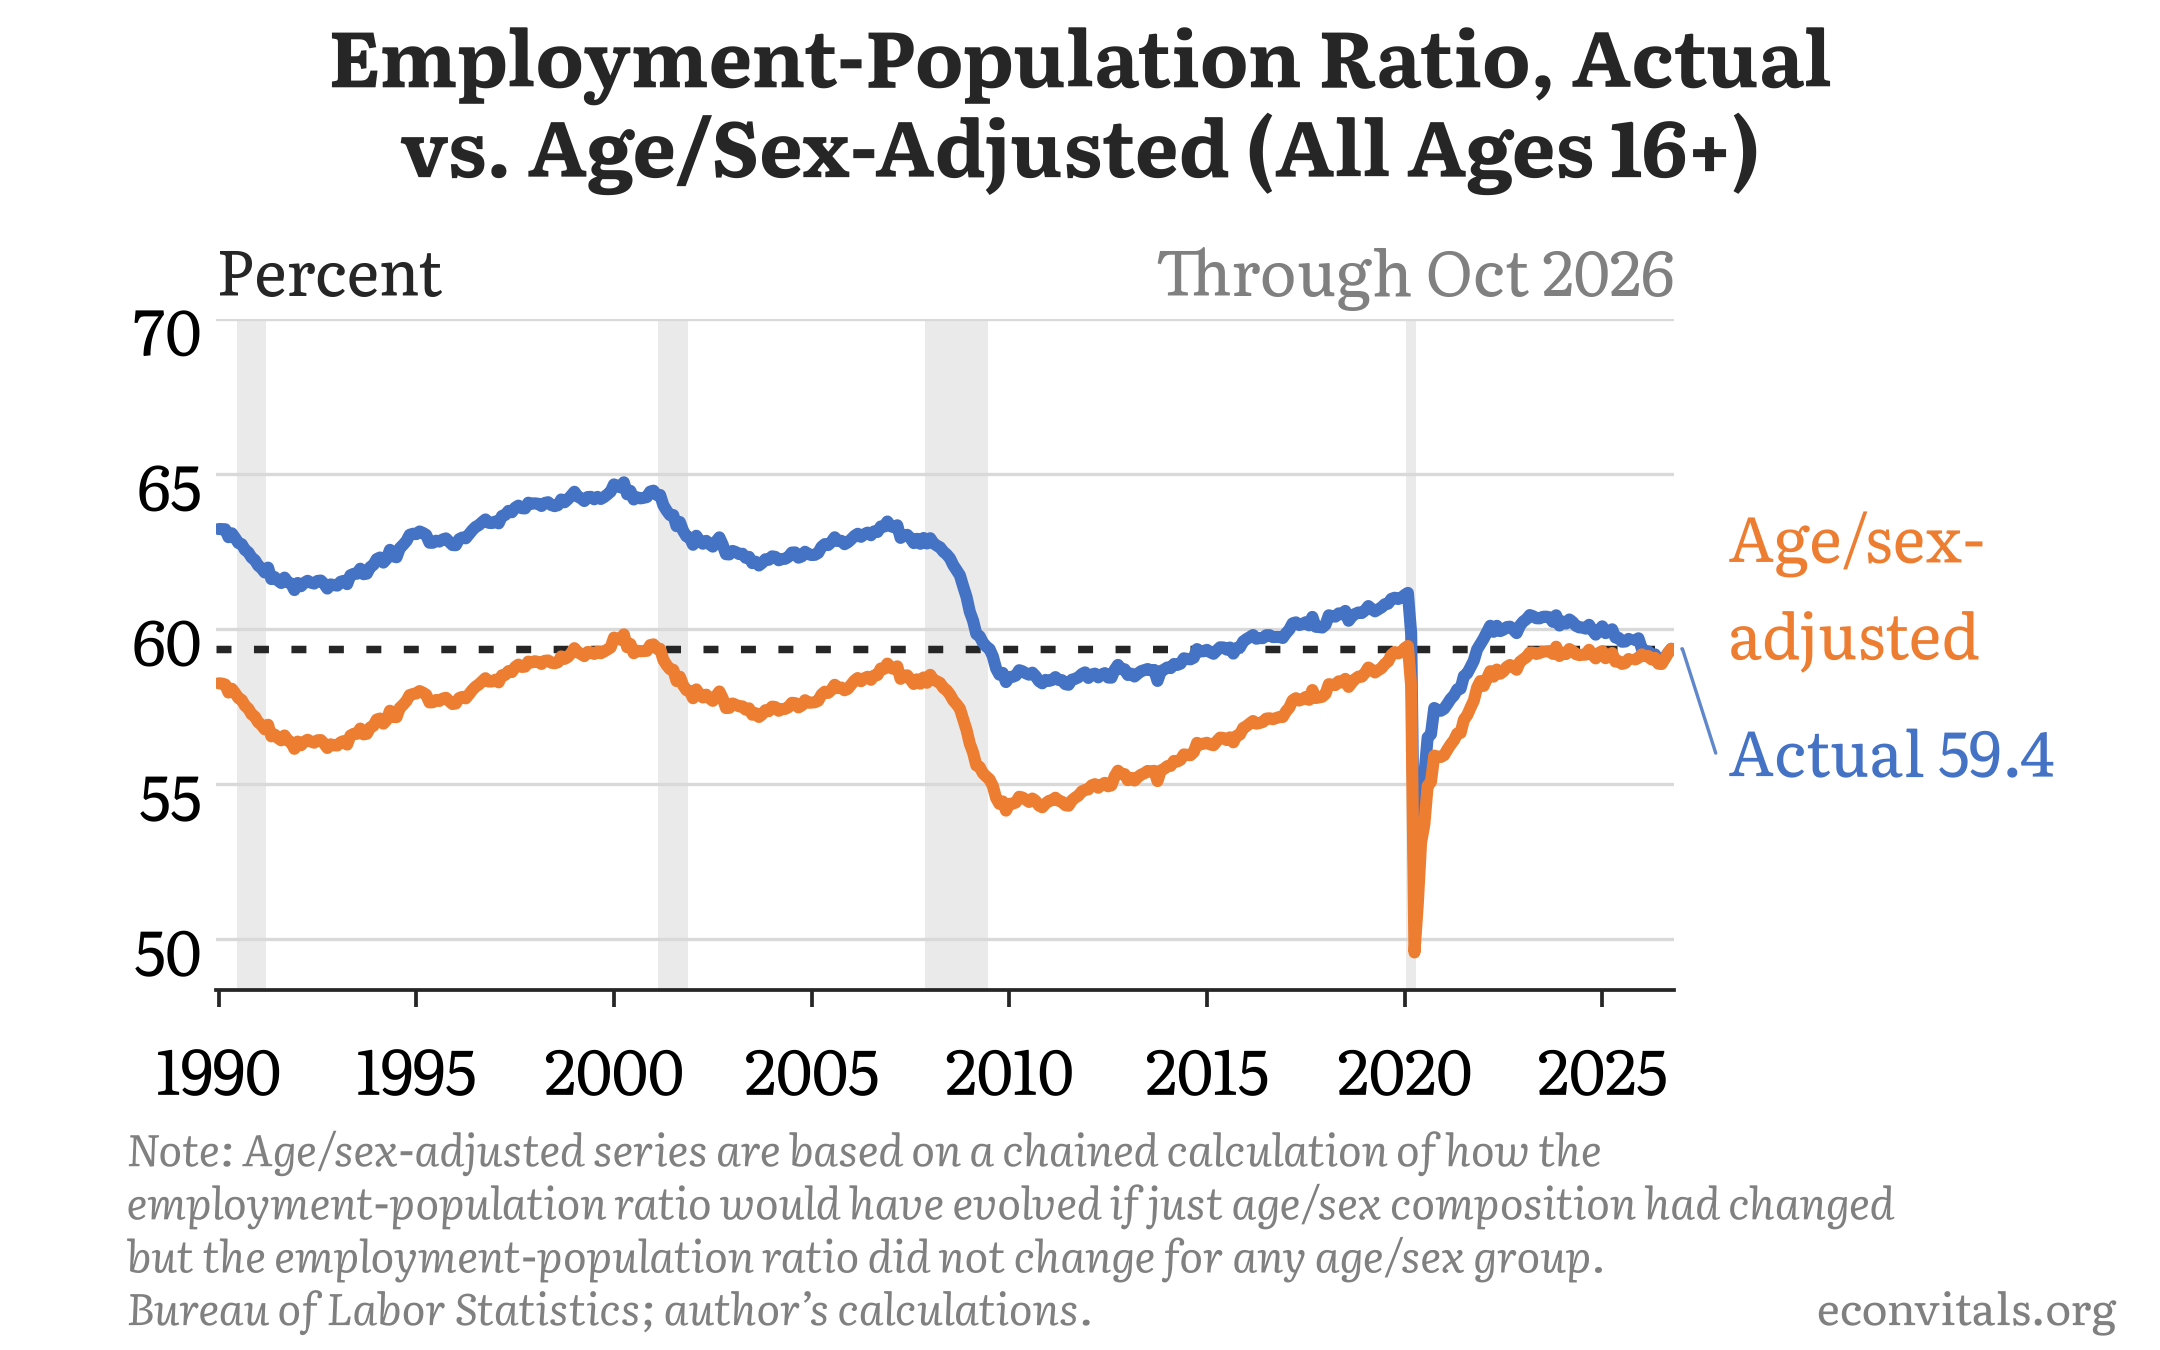 Employment-Population Ratio, Actual
vs. Age/Sex-Adjusted (All Ages 16+)
Percent
Through Oct 2026
70
65
60
55
50
Age/sex-
adjusted
Actual 59.4
1990 1995 2000 2005 2010 2015 2020 2025
Note: Age/sex-adjusted series are based on a chained calculation of how the
employment-population ratio would have evolved if just age/sex composition had changed
but the employment-population ratio did not change for any age/sex group.
Bureau of Labor Statistics; author's calculations.
econvitals.org